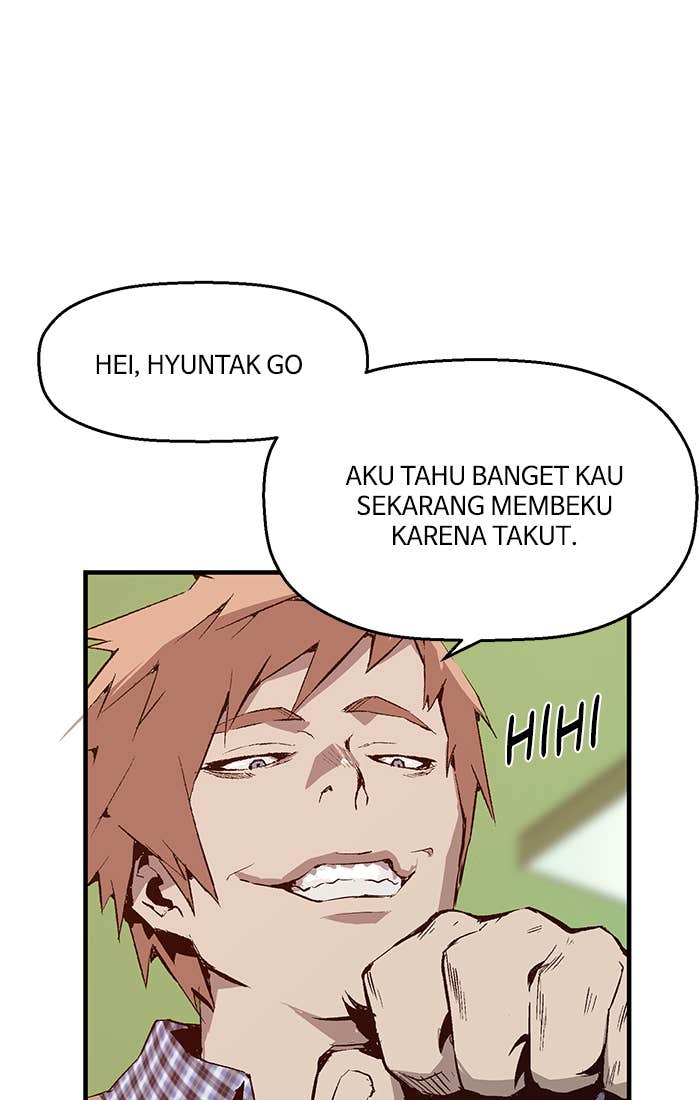 HEI, HYUNTAK GO
AKU TAHU BANGET KAU
SEKARANG MEMBEKU
KARENA TAKUT.
HIHI